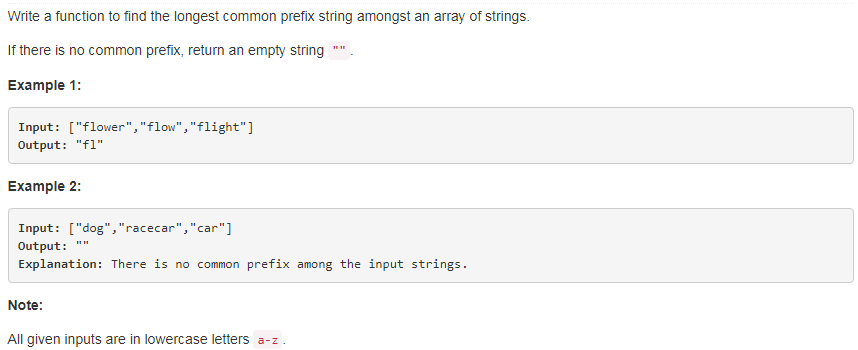 Write a function to find the longest common prefix string amongst an array of strings.
If there is no common prefix, return an empty string "" .
Example 1:
Input: ["flower","flow","flight"]
Output: "fl"
Example 2:
Input: ["dog","racecar","car"]
Output: ""
Explanation: There is no common prefix among the input strings.
Note:
All given inputs are in lowercase letters a-z .